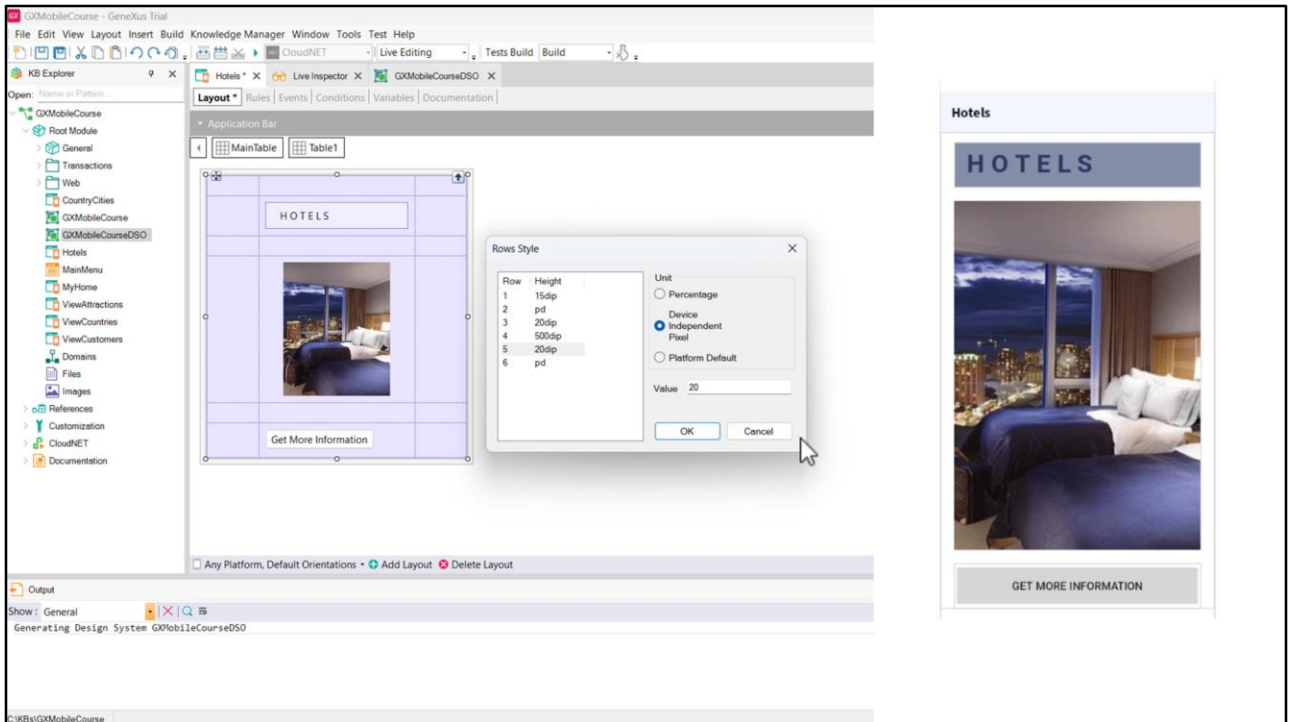 GX GXMobileCourse - GeneXus Trial
File Edit View Layout Insert Build Knowledge Manager Window Tools Test Help
CloudNET Live Editing Tests Build Build
KB Explorer
Open: Name or Pattern ...
GXMobileCourse
Root Module
General
Transactions
Web
CountryCities
GXMobileCourse
GXMobileCourseDSO
Hotels
MainMenu
MyHome
ViewAttractions
ViewCountries
ViewCustomers
Domains
Files
Images
References
Customization
CloudNET
Documentation
Hotels * X Live Inspector X GXMobileCourseDSO X
Layout * | Rules | Events | Conditions | Variables | Documentation |
Application Bar
MainTable Table1
HOTELS
Get More Information
Rows Style
Row Height
1 15dip
2 pd
3 20dip
4 500dip
5 20dip
6 pd
Unit
Percentage
Device
Independent
Pixel
Platform Default
Value 20
OK Cancel
Any Platform, Default Orientations • Add Layout Delete Layout
Output
Show: General
Generating Design System GXMobileCourseDSO
C:\KBs\GXMobileCourse
Hotels
HOTELS
GET MORE INFORMATION